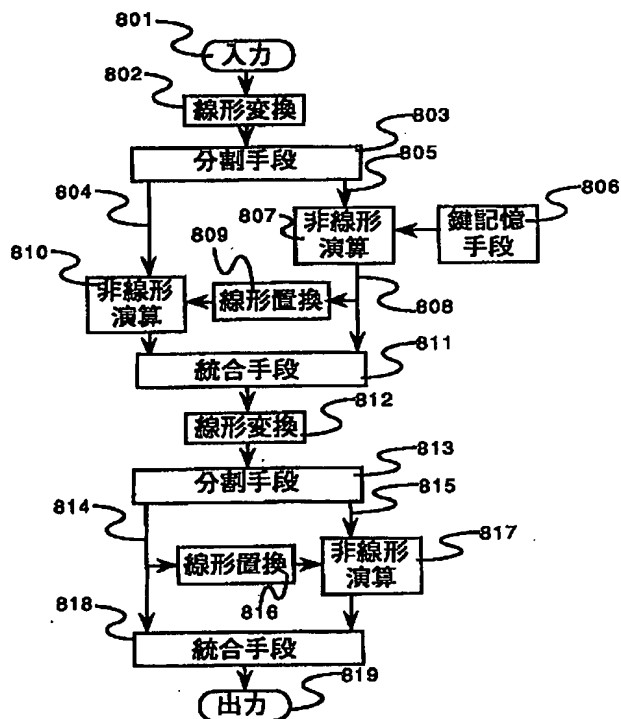 801
入力
802
線形変換
803
分割手段
804
805
806
807
非線形
演算
鍵記憶
手段
809
810
非線形
演算
線形置換
808
811
統合手段
812
線形変換
813
分割手段
814
815
817
線形置換
非線形
演算
816
818
統合手段
819
出力